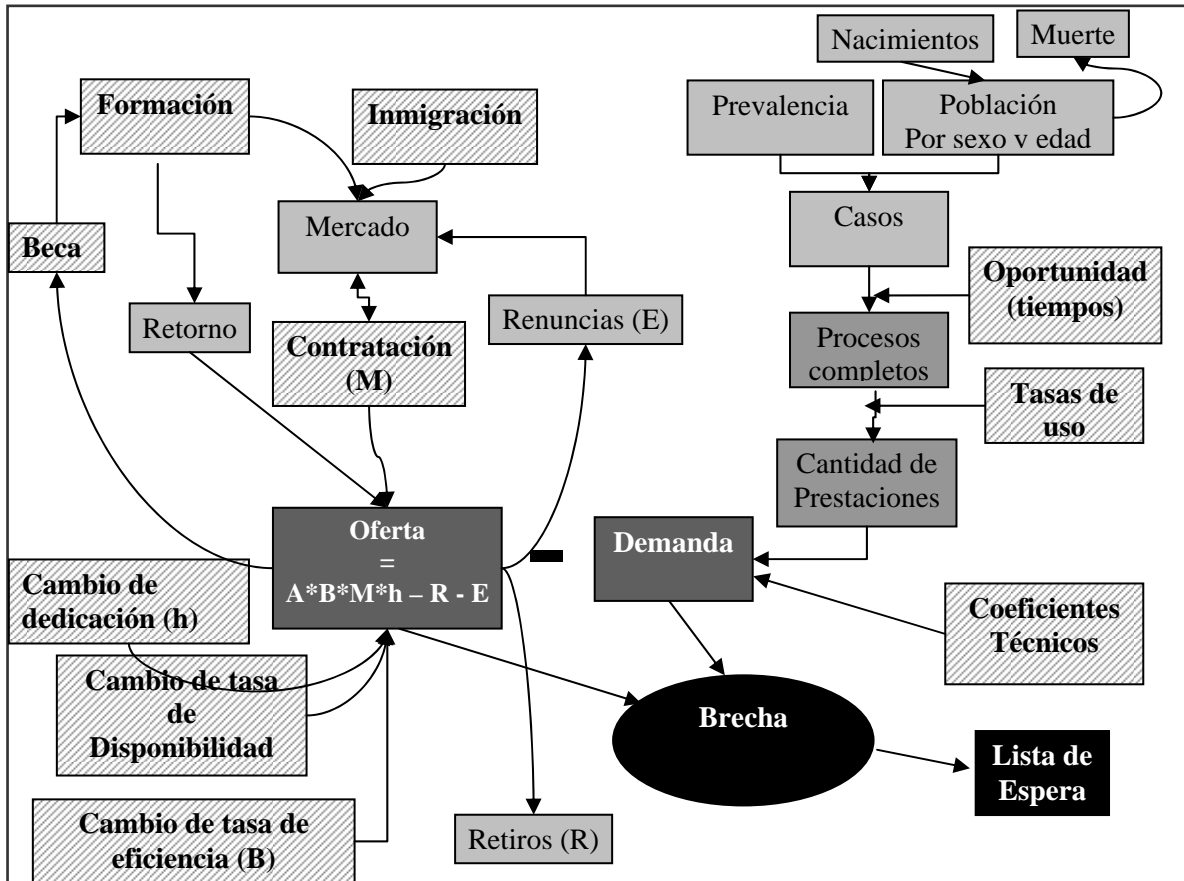 Nacimientos
Muerte
Formación
Inmigración
Prevalencia
Población
Por sexo y edad
Beca
Mercado
Casos
Retorno
Contratación
(M)
Renuncias (E)
Oportunidad
(tiempos)
Procesos
completos
Tasas de
uso
Cantidad de
Prestaciones
Oferta
=
A*B*M*h – R - E
Demanda
Cambio de
dedicación (h)
Coeficientes
Técnicos
Cambio de tasa
de
Disponibilidad
Brecha
Lista de
Espera
Cambio de tasa de
eficiencia (B)
Retiros (R)